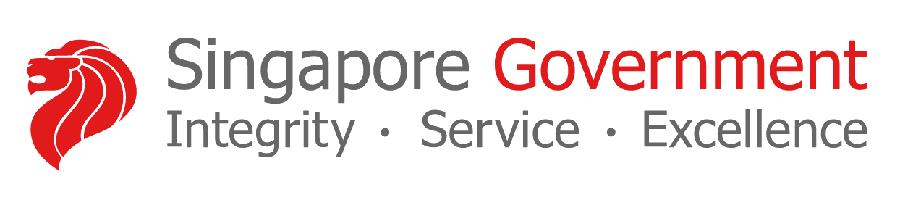 Singapore Government
Integrity · Service · Excellence